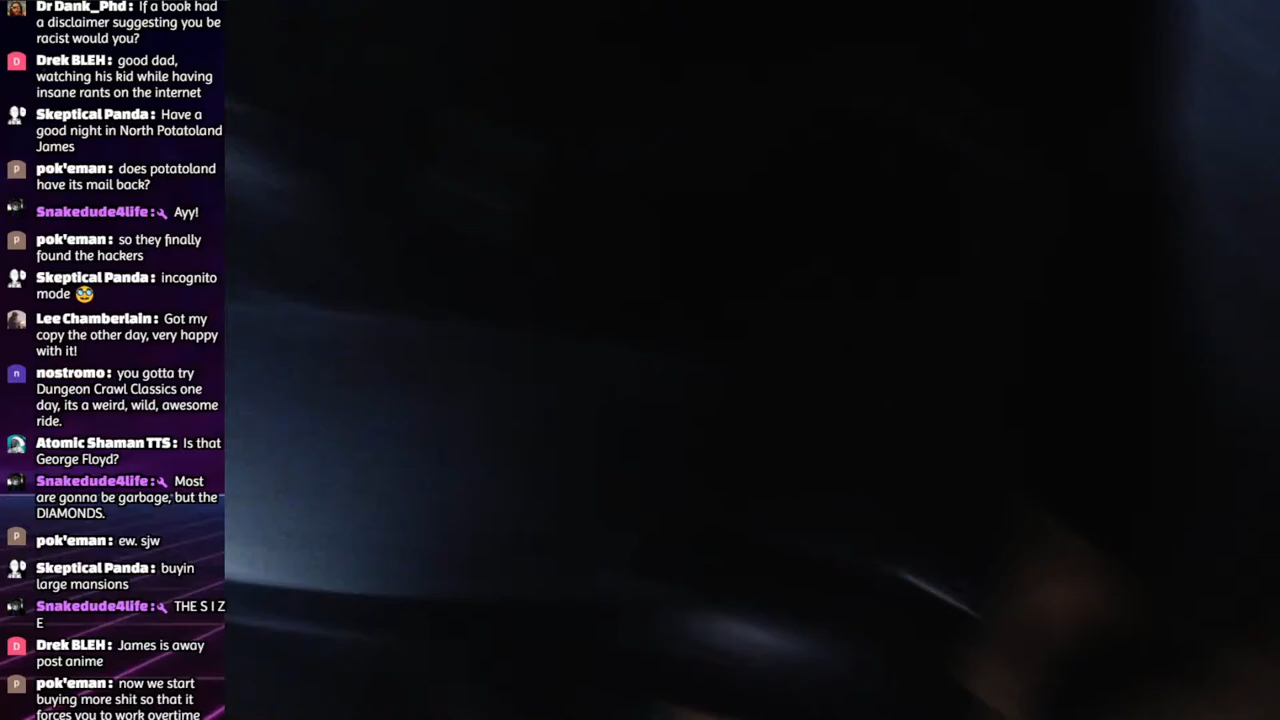 Dr Dank_Phd: If a book had
a disclaimer suggesting you be
racist would you?
D
Drek BLEH: good dad,
watching his kid while having
insane rants on the internet
Skeptical Panda: Have a
good night in North Potatoland
James
P
pok'eman: does potatoland
have its mail back?
Snakedude4life: Ayy!
P
pok'eman: so they finally
found the hackers
Skeptical Panda: incognito
mode
Lee Chamberlain: Got my
copy the other day, very happy
with it!
n
nostromo: you gotta try
Dungeon Crawl Classics one
day, its a weird, wild, awesome
ride.
Atomic Shaman TTS: Is that
George Floyd?
Snakedude4life: Most
are gonna be garbage, but the
DIAMONDS.
P
pok'eman: ew. sjw
Skeptical Panda: buyin
large mansions
Snakedude4life: THE S I Z
E
D
Drek BLEH: James is away
post anime
P
pok'eman: now we start
buying more shit so that it
forces you to work overtime